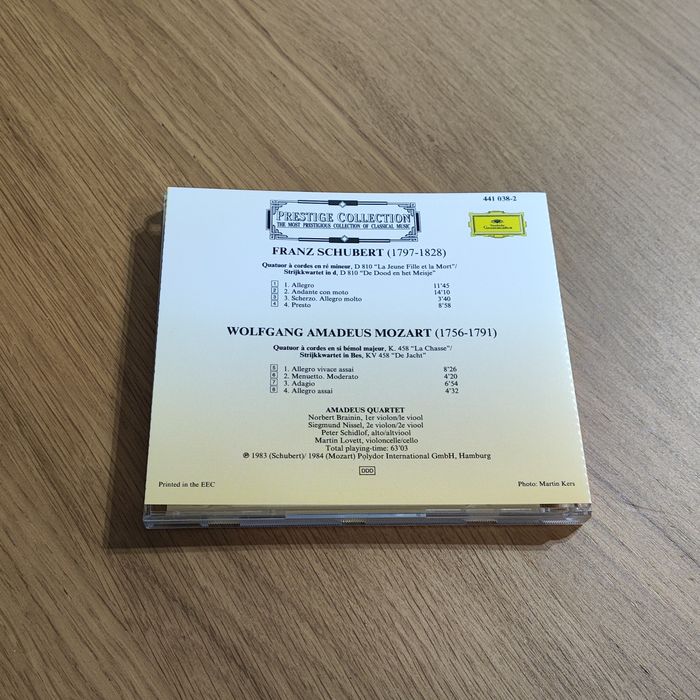 441 038-2
PRESTIGE COLLECTION
THE MOST PRESTIGIOUS COLLECTION OF CLASSICAL MUSIC
Deutsche
Grammophon
FRANZ SCHUBERT (1797-1828)
Quatuor à cordes en ré mineur, D 810 "La Jeune Fille et la Mort"/
Strijkkwartet in d, D 810 "De Dood en het Meisje"
1 1. Allegro 11'45
2 2. Andante con moto 14'10
3 3. Scherzo. Allegro molto 3'40
4 4. Presto 8'58
WOLFGANG AMADEUS MOZART (1756-1791)
Quatuor à cordes en si bémol majeur, K. 458 "La Chasse"/
Strijkkwartet in Bes, KV 458 "De Jacht"
5 1. Allegro vivace assai 8'26
6 2. Menuetto. Moderato 4'20
7 3. Adagio 6'54
8 4. Allegro assai 4'32
AMADEUS QUARTET
Norbert Brainin, 1er violon/1e viool
Siegmund Nissel, 2e violon/2e viool
Peter Schidlof, alto/altviool
Martin Lovett, violoncelle/cello
Total playing-time: 63'03
℗ 1983 (Schubert)/ 1984 (Mozart) Polydor International GmbH, Hamburg
DDD
Printed in the EEC
Photo: Martin Kers